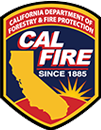 CALIFORNIA DEPARTMENT OF
FORESTRY & FIRE PROTECTION
CAL
FIRE
SINCE 1885